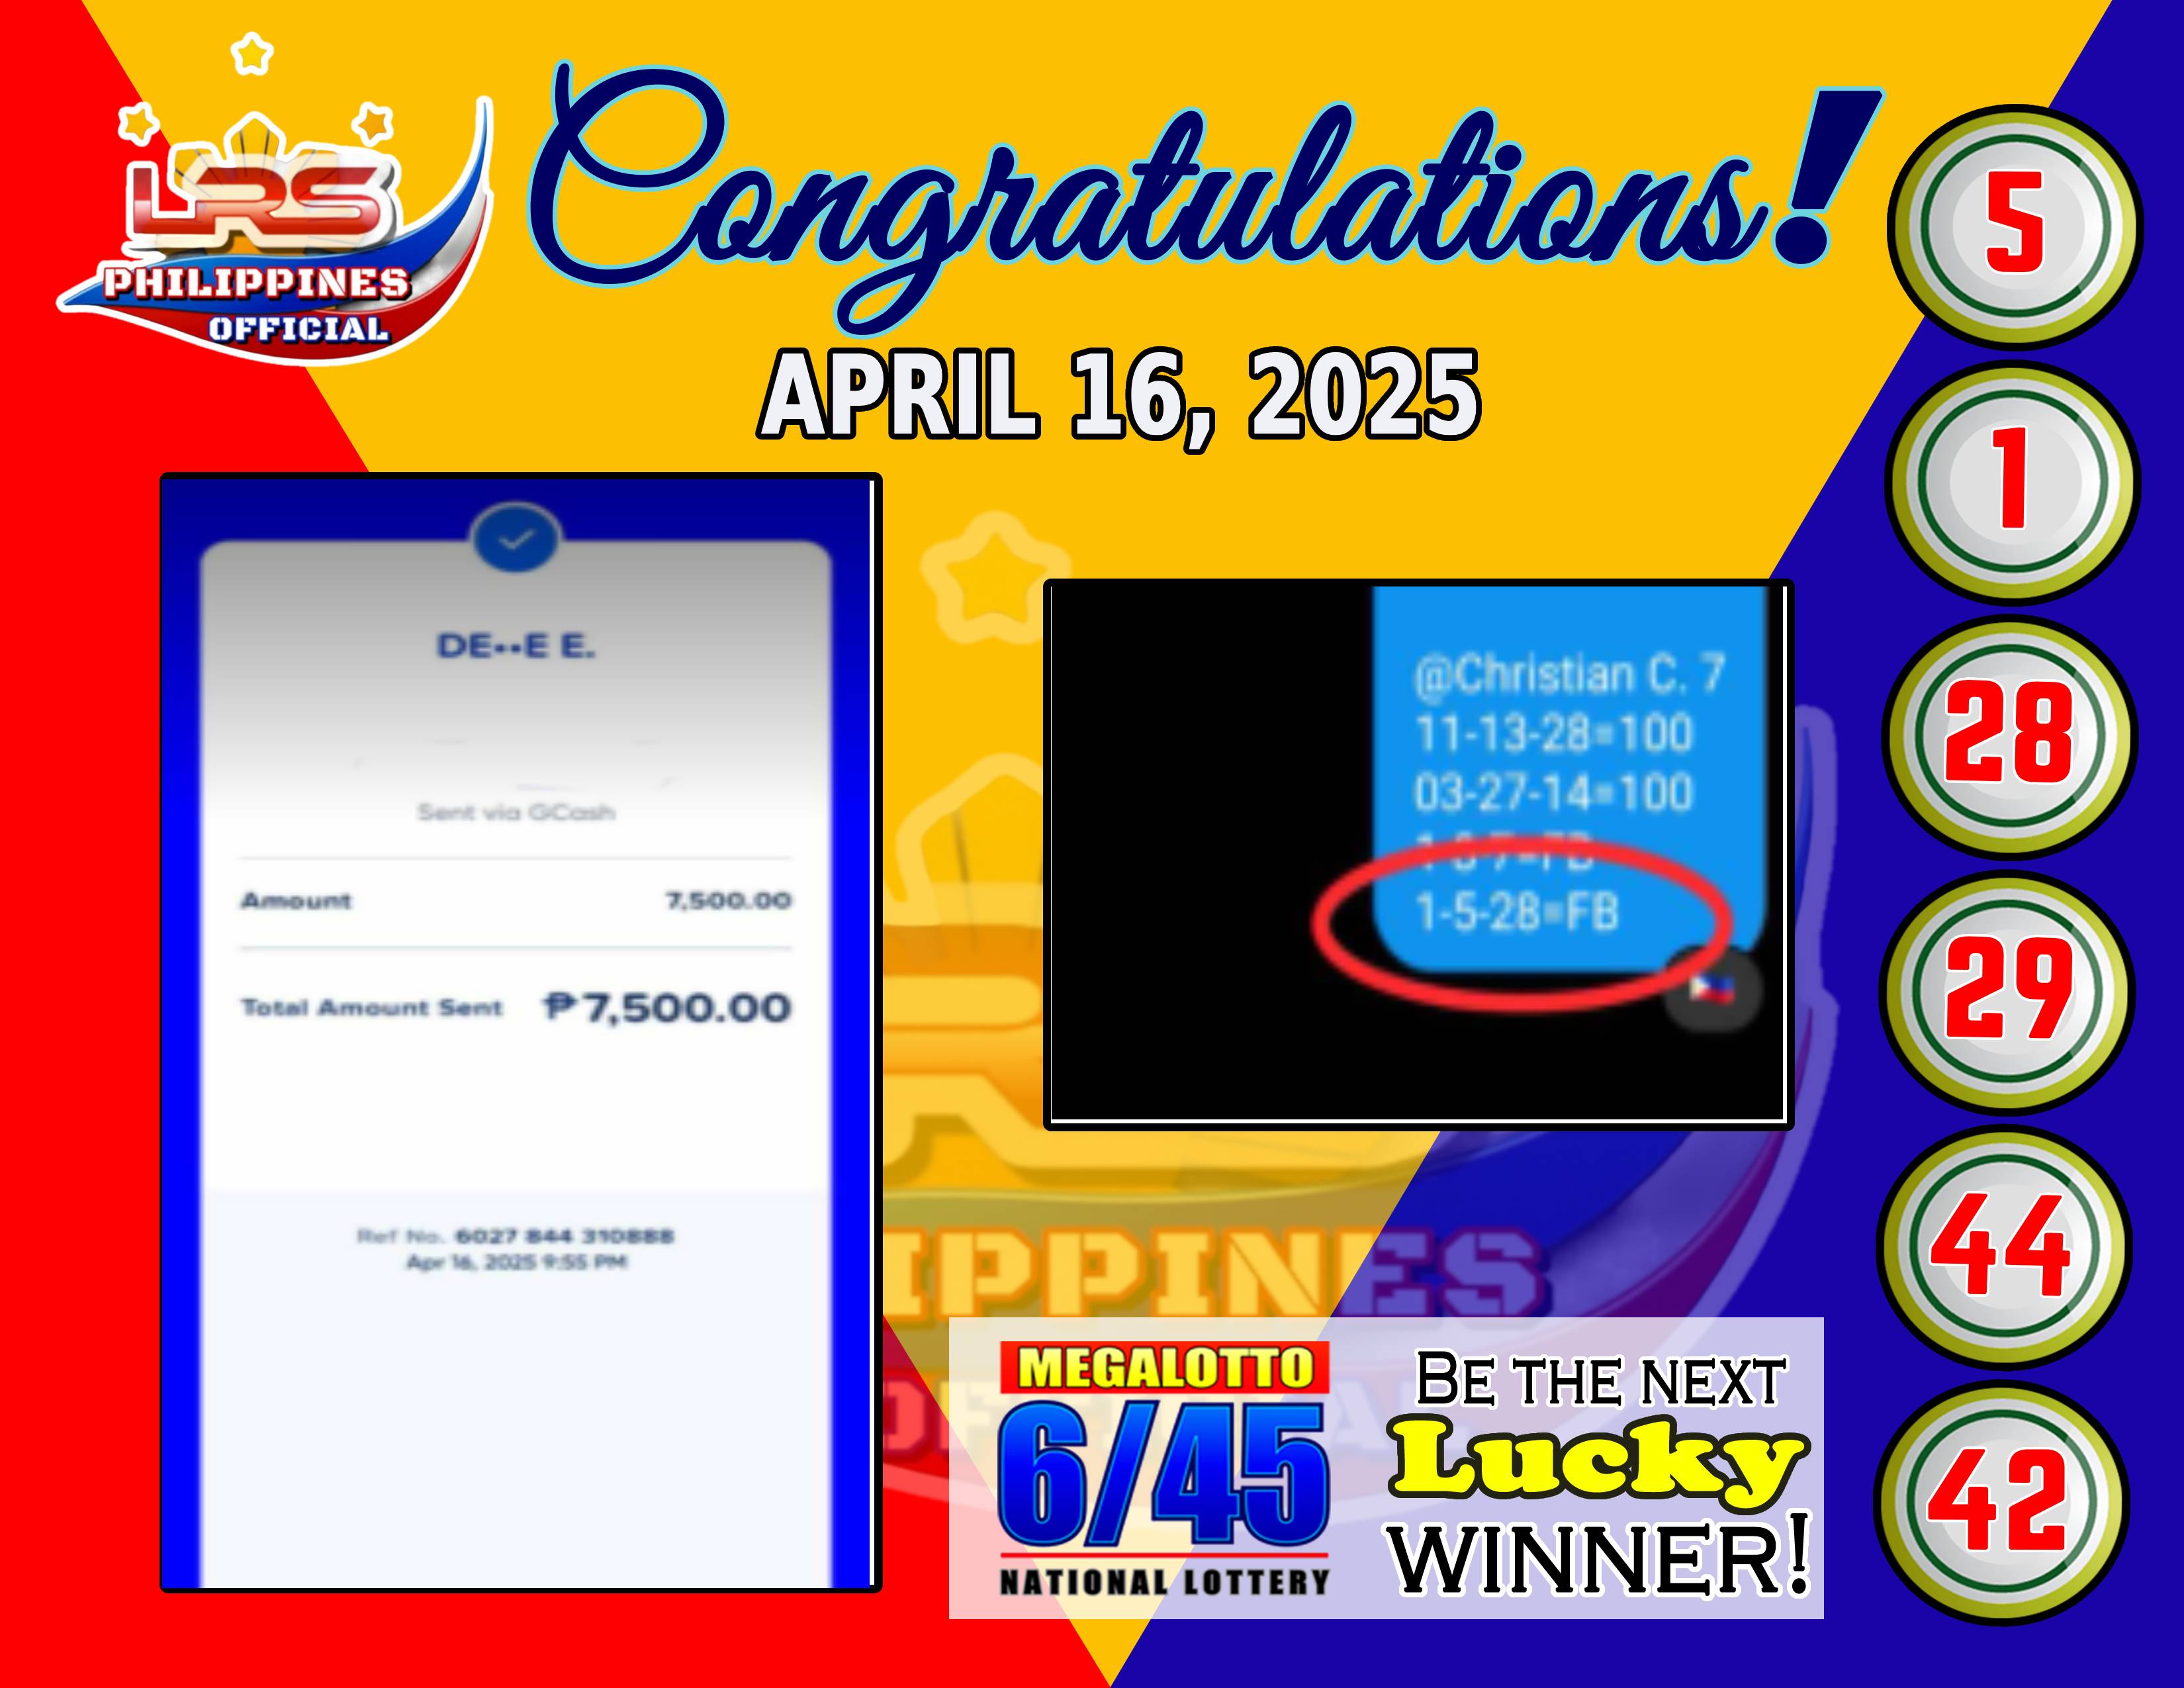 LRS
PHILIPPINES
OFFICIAL
Congratulations!
APRIL 16, 2025
DE••E E.
Sent via GCash
Amount 7,500.00
Total Amount Sent ₱7,500.00
Ref No. 6027 844 310888
Apr 16, 2025 9:55 PM
@Christian C. 7
11-13-28=100
03-27-14=100
1-5-28=FB
MEGALOTTO
6/45
NATIONAL LOTTERY
BE THE NEXT
Lucky
WINNER!
5
1
28
29
44
42